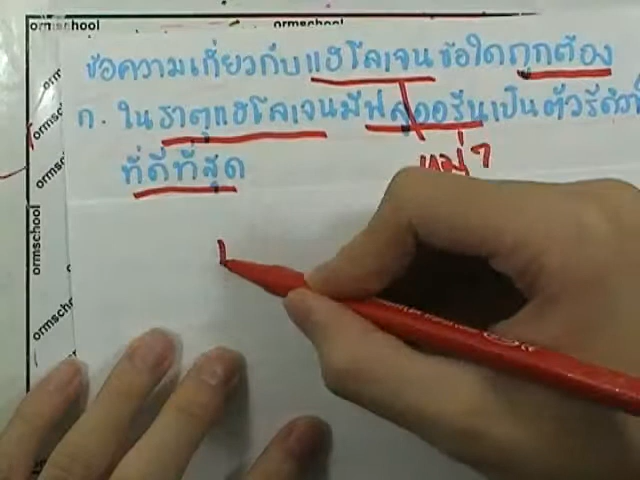 ormschool
ormschool
ข้อความเกี่ยวกับแฮโลเจนข้อใดถูกต้อง
ก. ในธาตุแฮโลเจนมีฟลูออรีนเป็นตัวรีดิวซ์
ที่ดีที่สุด
ormschool